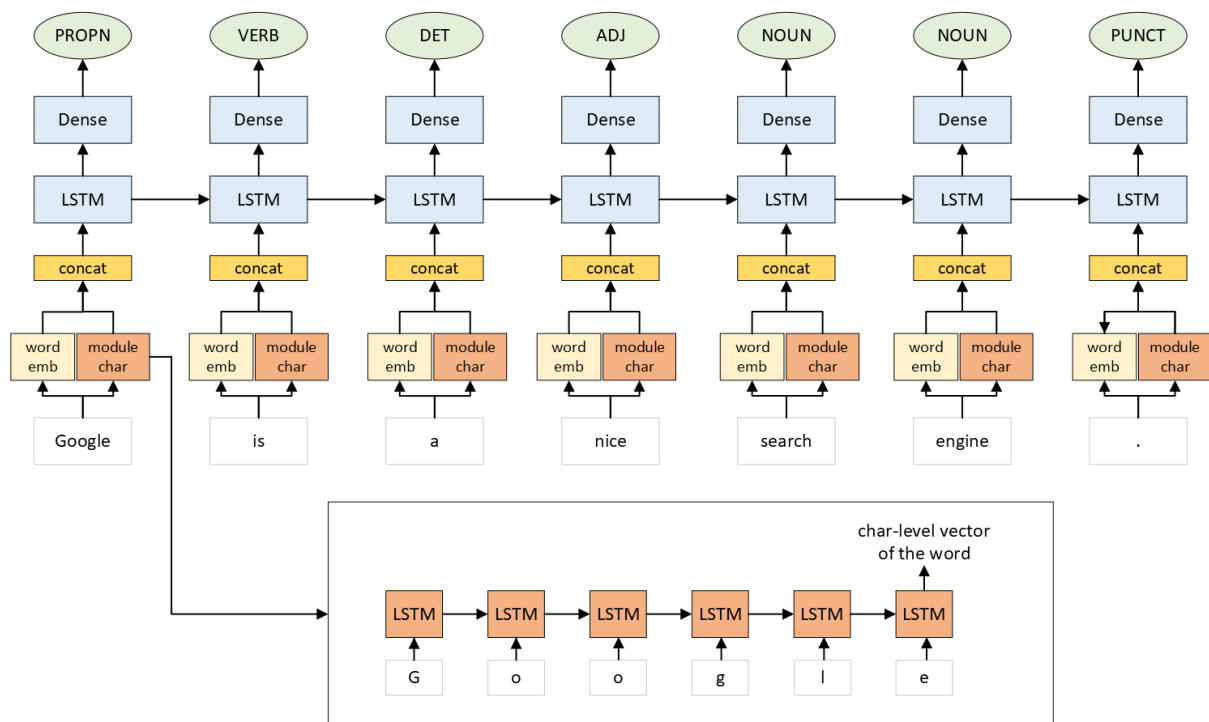 PROPN VERB DET ADJ NOUN NOUN PUNCT
Dense Dense Dense Dense Dense Dense Dense
LSTM LSTM LSTM LSTM LSTM LSTM LSTM
concat concat concat concat concat concat concat
word module word module word module word module word module word module word module
emb char emb char emb char emb char emb char emb char emb char
Google is a nice search engine .
char-level vector
of the word
LSTM LSTM LSTM LSTM LSTM LSTM
G o o g l e